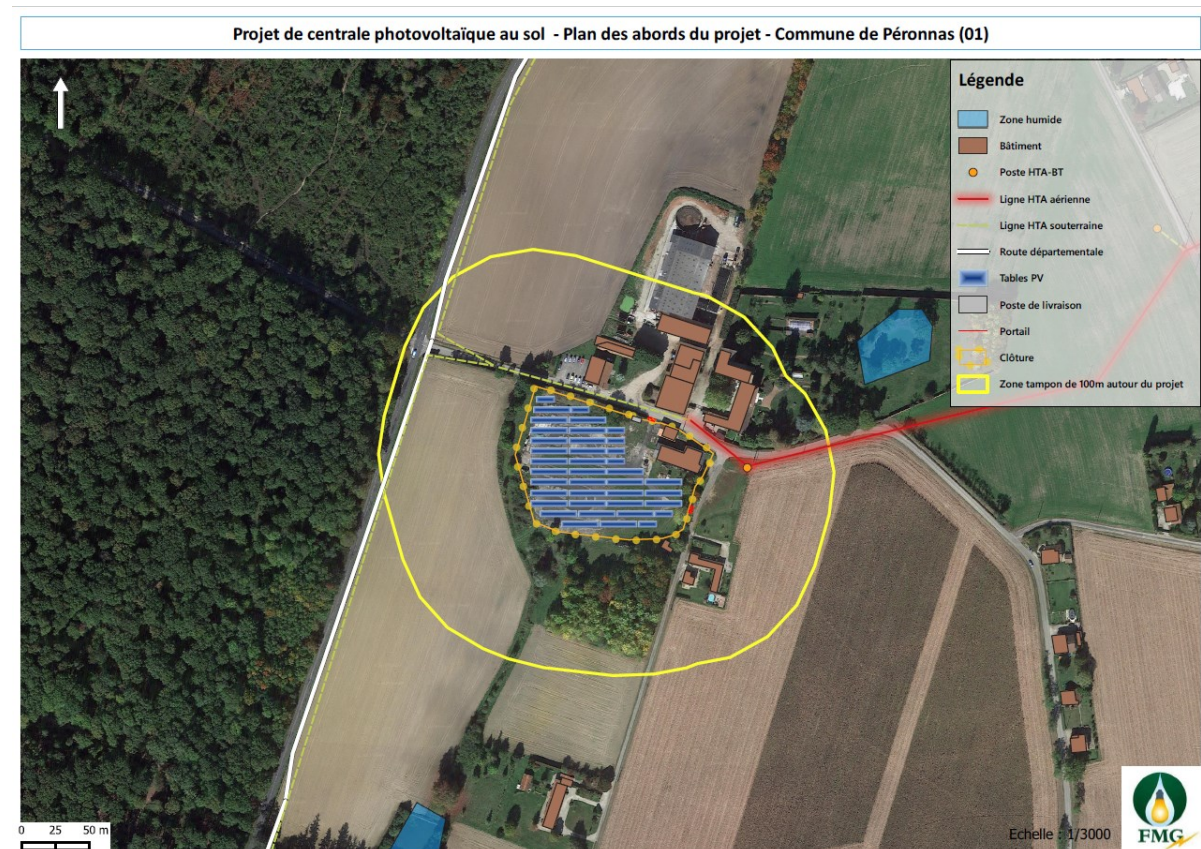 Projet de centrale photovoltaïque au sol - Plan des abords du projet - Commune de Péronnas (01)
Légende
Zone humide
Bâtiment
Poste HTA-BT
Ligne HTA aérienne
Ligne HTA souterraine
Route départementale
Tables PV
Poste de livraison
Portail
Clôture
Zone tampon de 100m autour du projet
0 25 50 m
Echelle : 1/3000
FMG